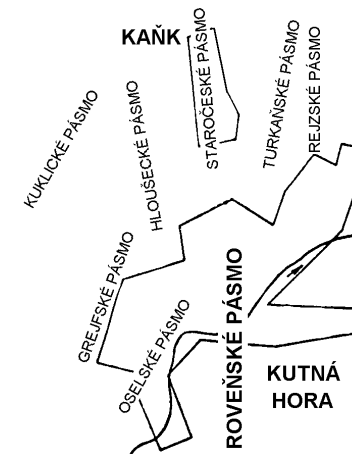 KAŇK
KUKLICKÉ PÁSMO
HLOUŠECKÉ PÁSMO
STAROČESKÉ PÁSMO
TURKAŇSKÉ PÁSMO
REJZSKÉ PÁSMO
GREJFSKÉ PÁSMO
OSELSKÉ PÁSMO
ROVEŇSKÉ PÁSMO
KUTNÁ
HORA